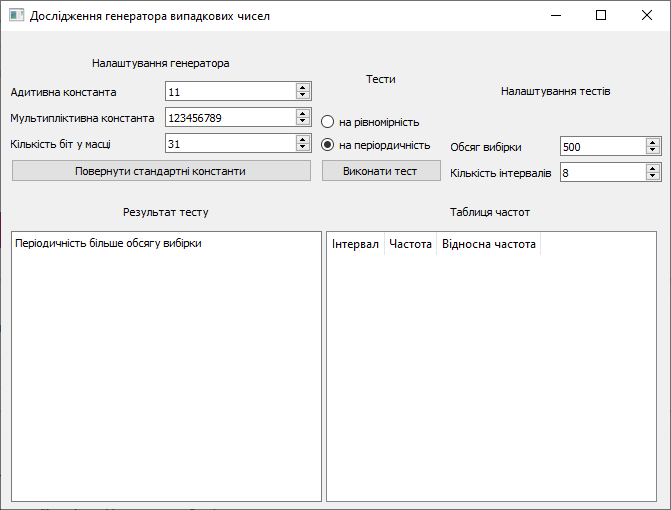 Дослідження генератора випадкових чисел
Налаштування генератора
Адитивна константа 11
Мультиплікативна константа 123456789
Кількість біт у масці 31
Повернути стандартні константи
Тести
на рівномірність
на періордичність
Виконати тест
Налаштування тестів
Обсяг вибірки 500
Кількість інтервалів 8
Результат тесту
Періодичність більше обсягу вибірки
Таблиця частот
Інтервал Частота Відносна частота